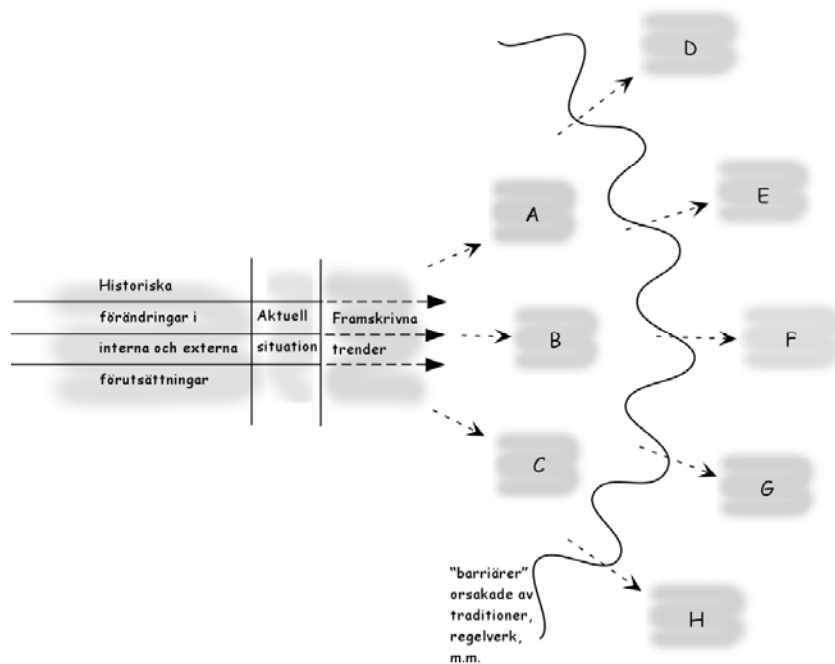 Historiska
förändringar i
interna och externa
förutsättningar
Aktuell
situation
Framskrivna
trender
A
B
C
D
E
F
G
H
"barriärer"
orsakade av
traditioner,
regelverk,
m.m.